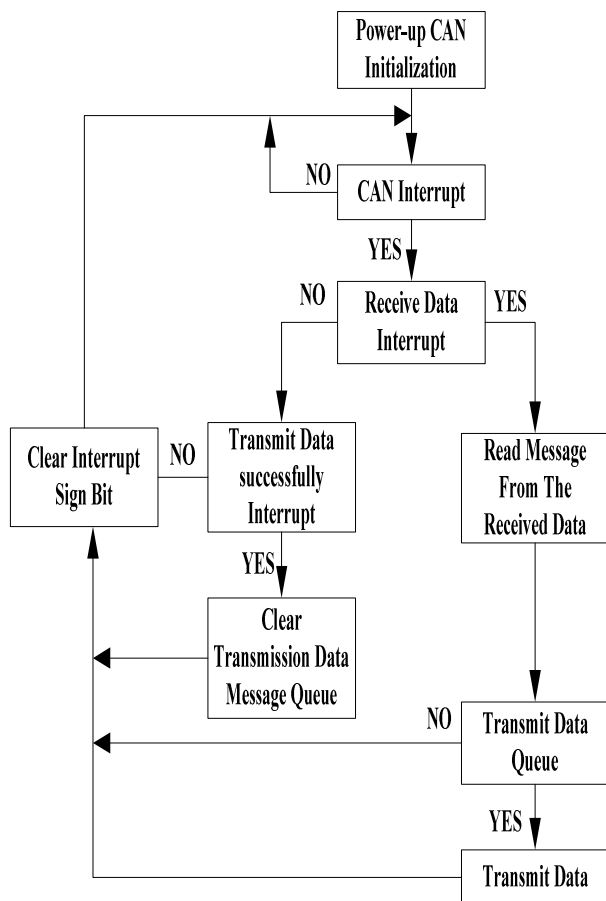 Power-up CAN
Initialization
NO
CAN Interrupt
YES
NO
Receive Data
Interrupt
YES
Clear Interrupt
Sign Bit
NO
Transmit Data
successfully
Interrupt
Read Message
From The
Received Data
YES
Clear
Transmission Data
Message Queue
NO
Transmit Data
Queue
YES
Transmit Data